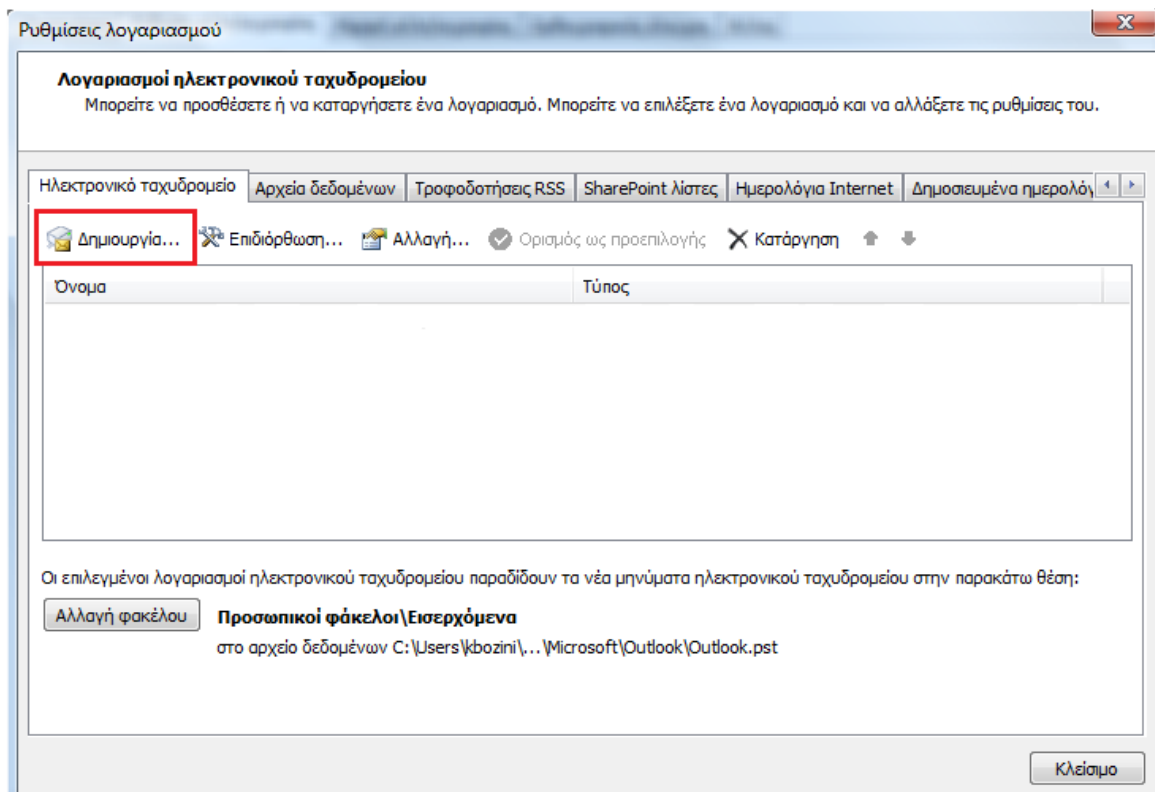 Ρυθμίσεις λογαριασμού
Λογαριασμοί ηλεκτρονικού ταχυδρομείου
Μπορείτε να προσθέσετε ή να καταργήσετε ένα λογαριασμό. Μπορείτε να επιλέξετε ένα λογαριασμό και να αλλάξετε τις ρυθμίσεις του.
Ηλεκτρονικό ταχυδρομείο Αρχεία δεδομένων Τροφοδοτήσεις RSS SharePoint λίστες Ημερολόγια Internet Δημοσιευμένα ημερολόγ
Δημιουργία... Επιδιόρθωση... Αλλαγή... Ορισμός ως προεπιλογής Κατάργηση
Όνομα Τύπος
Οι επιλεγμένοι λογαριασμοί ηλεκτρονικού ταχυδρομείου παραδίδουν τα νέα μηνύματα ηλεκτρονικού ταχυδρομείου στην παρακάτω θέση:
Αλλαγή φακέλου Προσωπικοί φάκελοι\Εισερχόμενα
στο αρχείο δεδομένων C:\Users\kbozini\...\Microsoft\Outlook\Outlook.pst
Κλείσιμο